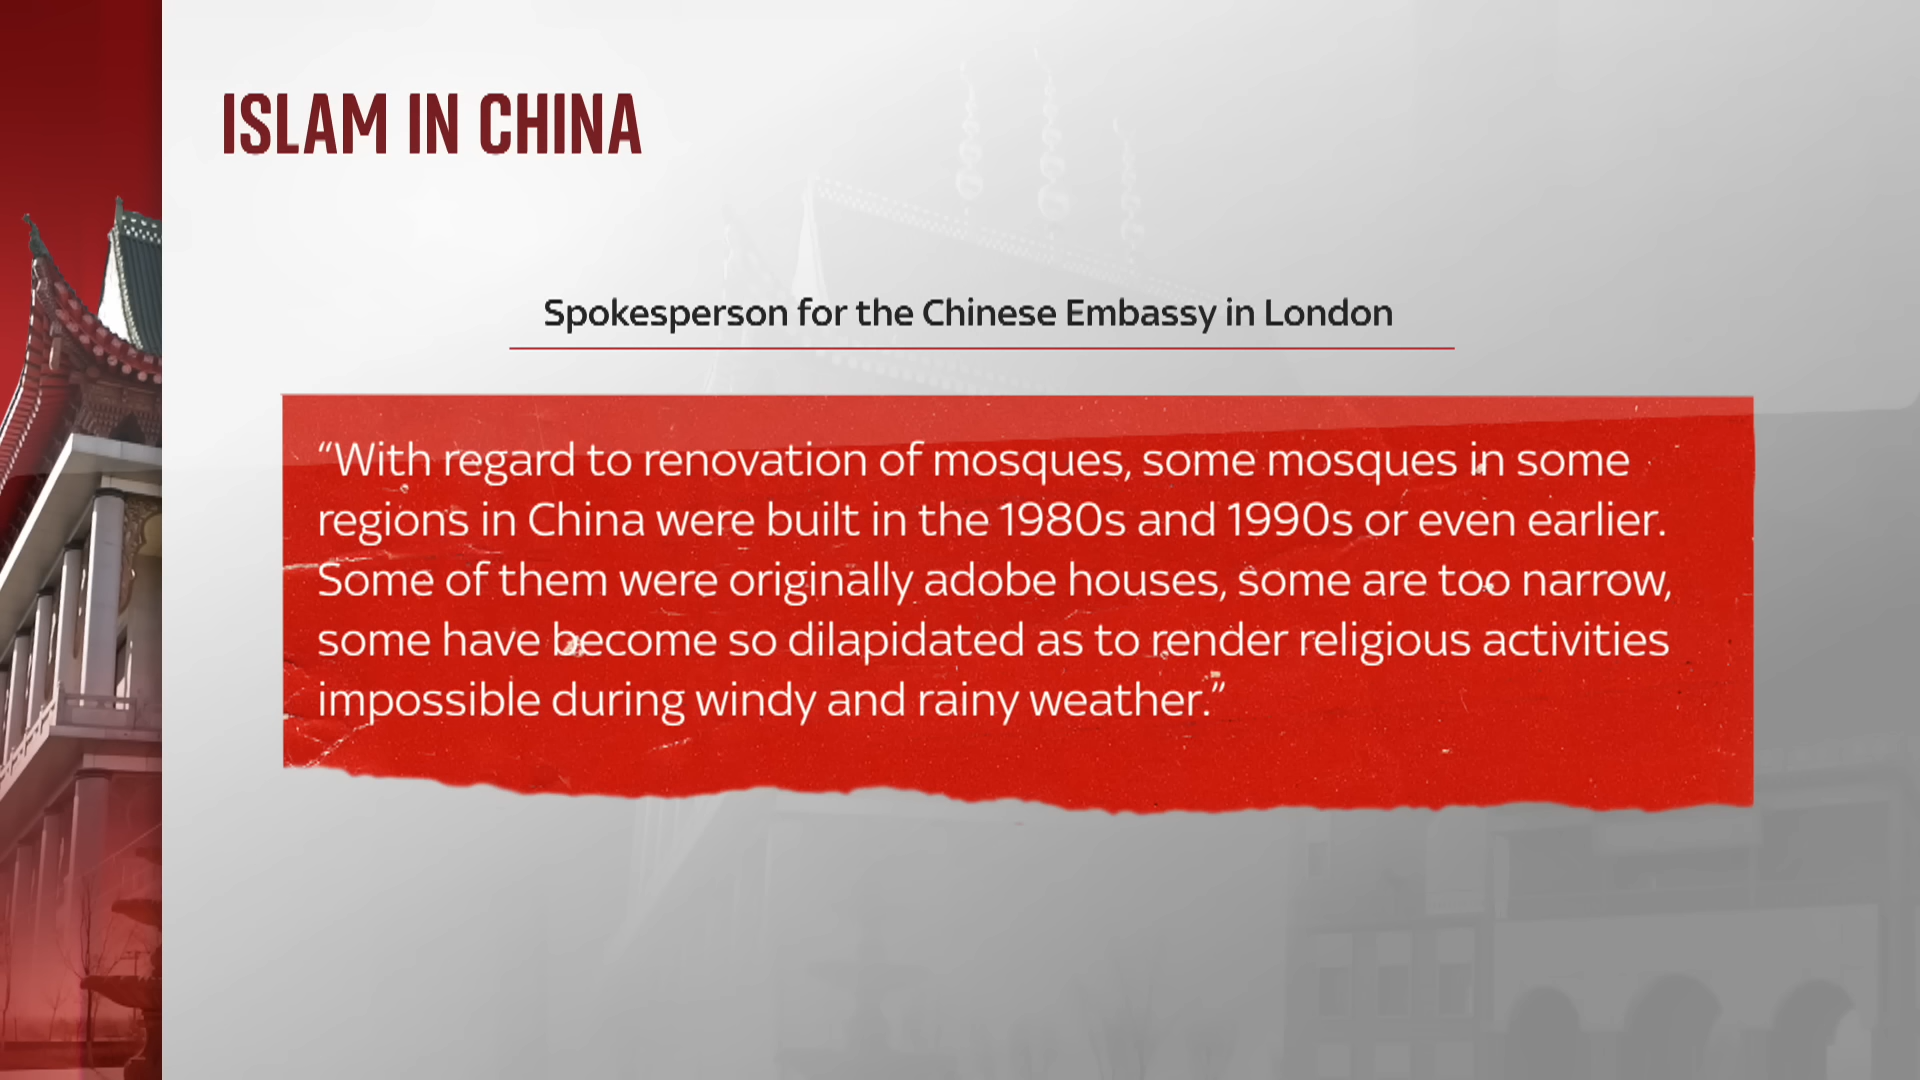 ISLAM IN CHINA
Spokesperson for the Chinese Embassy in London
“With regard to renovation of mosques, some mosques in some
regions in China were built in the 1980s and 1990s or even earlier.
Some of them were originally adobe houses, some are too narrow,
some have become so dilapidated as to render religious activities
impossible during windy and rainy weather.”